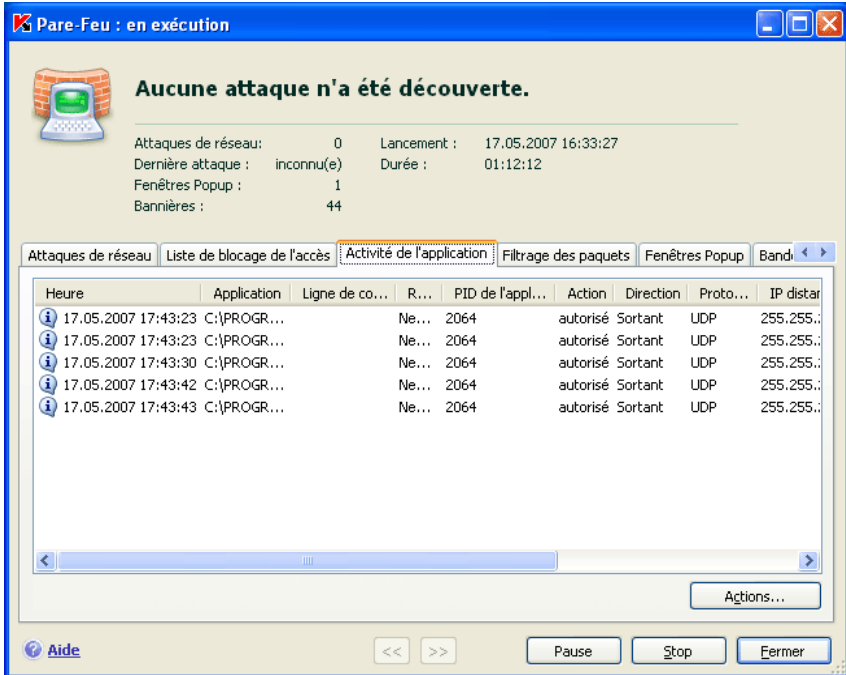 Pare-Feu : en exécution
Aucune attaque n'a été découverte.
Attaques de réseau: 0 Lancement : 17.05.2007 16:33:27
Dernière attaque : inconnu(e) Durée : 01:12:12
Fenêtres Popup : 1
Bannières : 44
Attaques de réseau Liste de blocage de l'accès Activité de l'application Filtrage des paquets Fenêtres Popup Band
Heure Application Ligne de co... R... PID de l'appl... Action Direction Proto... IP distar
17.05.2007 17:43:23 C:\PROGR... Ne... 2064 autorisé Sortant UDP 255.255.
17.05.2007 17:43:23 C:\PROGR... Ne... 2064 autorisé Sortant UDP 255.255.
17.05.2007 17:43:30 C:\PROGR... Ne... 2064 autorisé Sortant UDP 255.255.
17.05.2007 17:43:42 C:\PROGR... Ne... 2064 autorisé Sortant UDP 255.255.
17.05.2007 17:43:43 C:\PROGR... Ne... 2064 autorisé Sortant UDP 255.255.
Actions...
Aide << >> Pause Stop Fermer